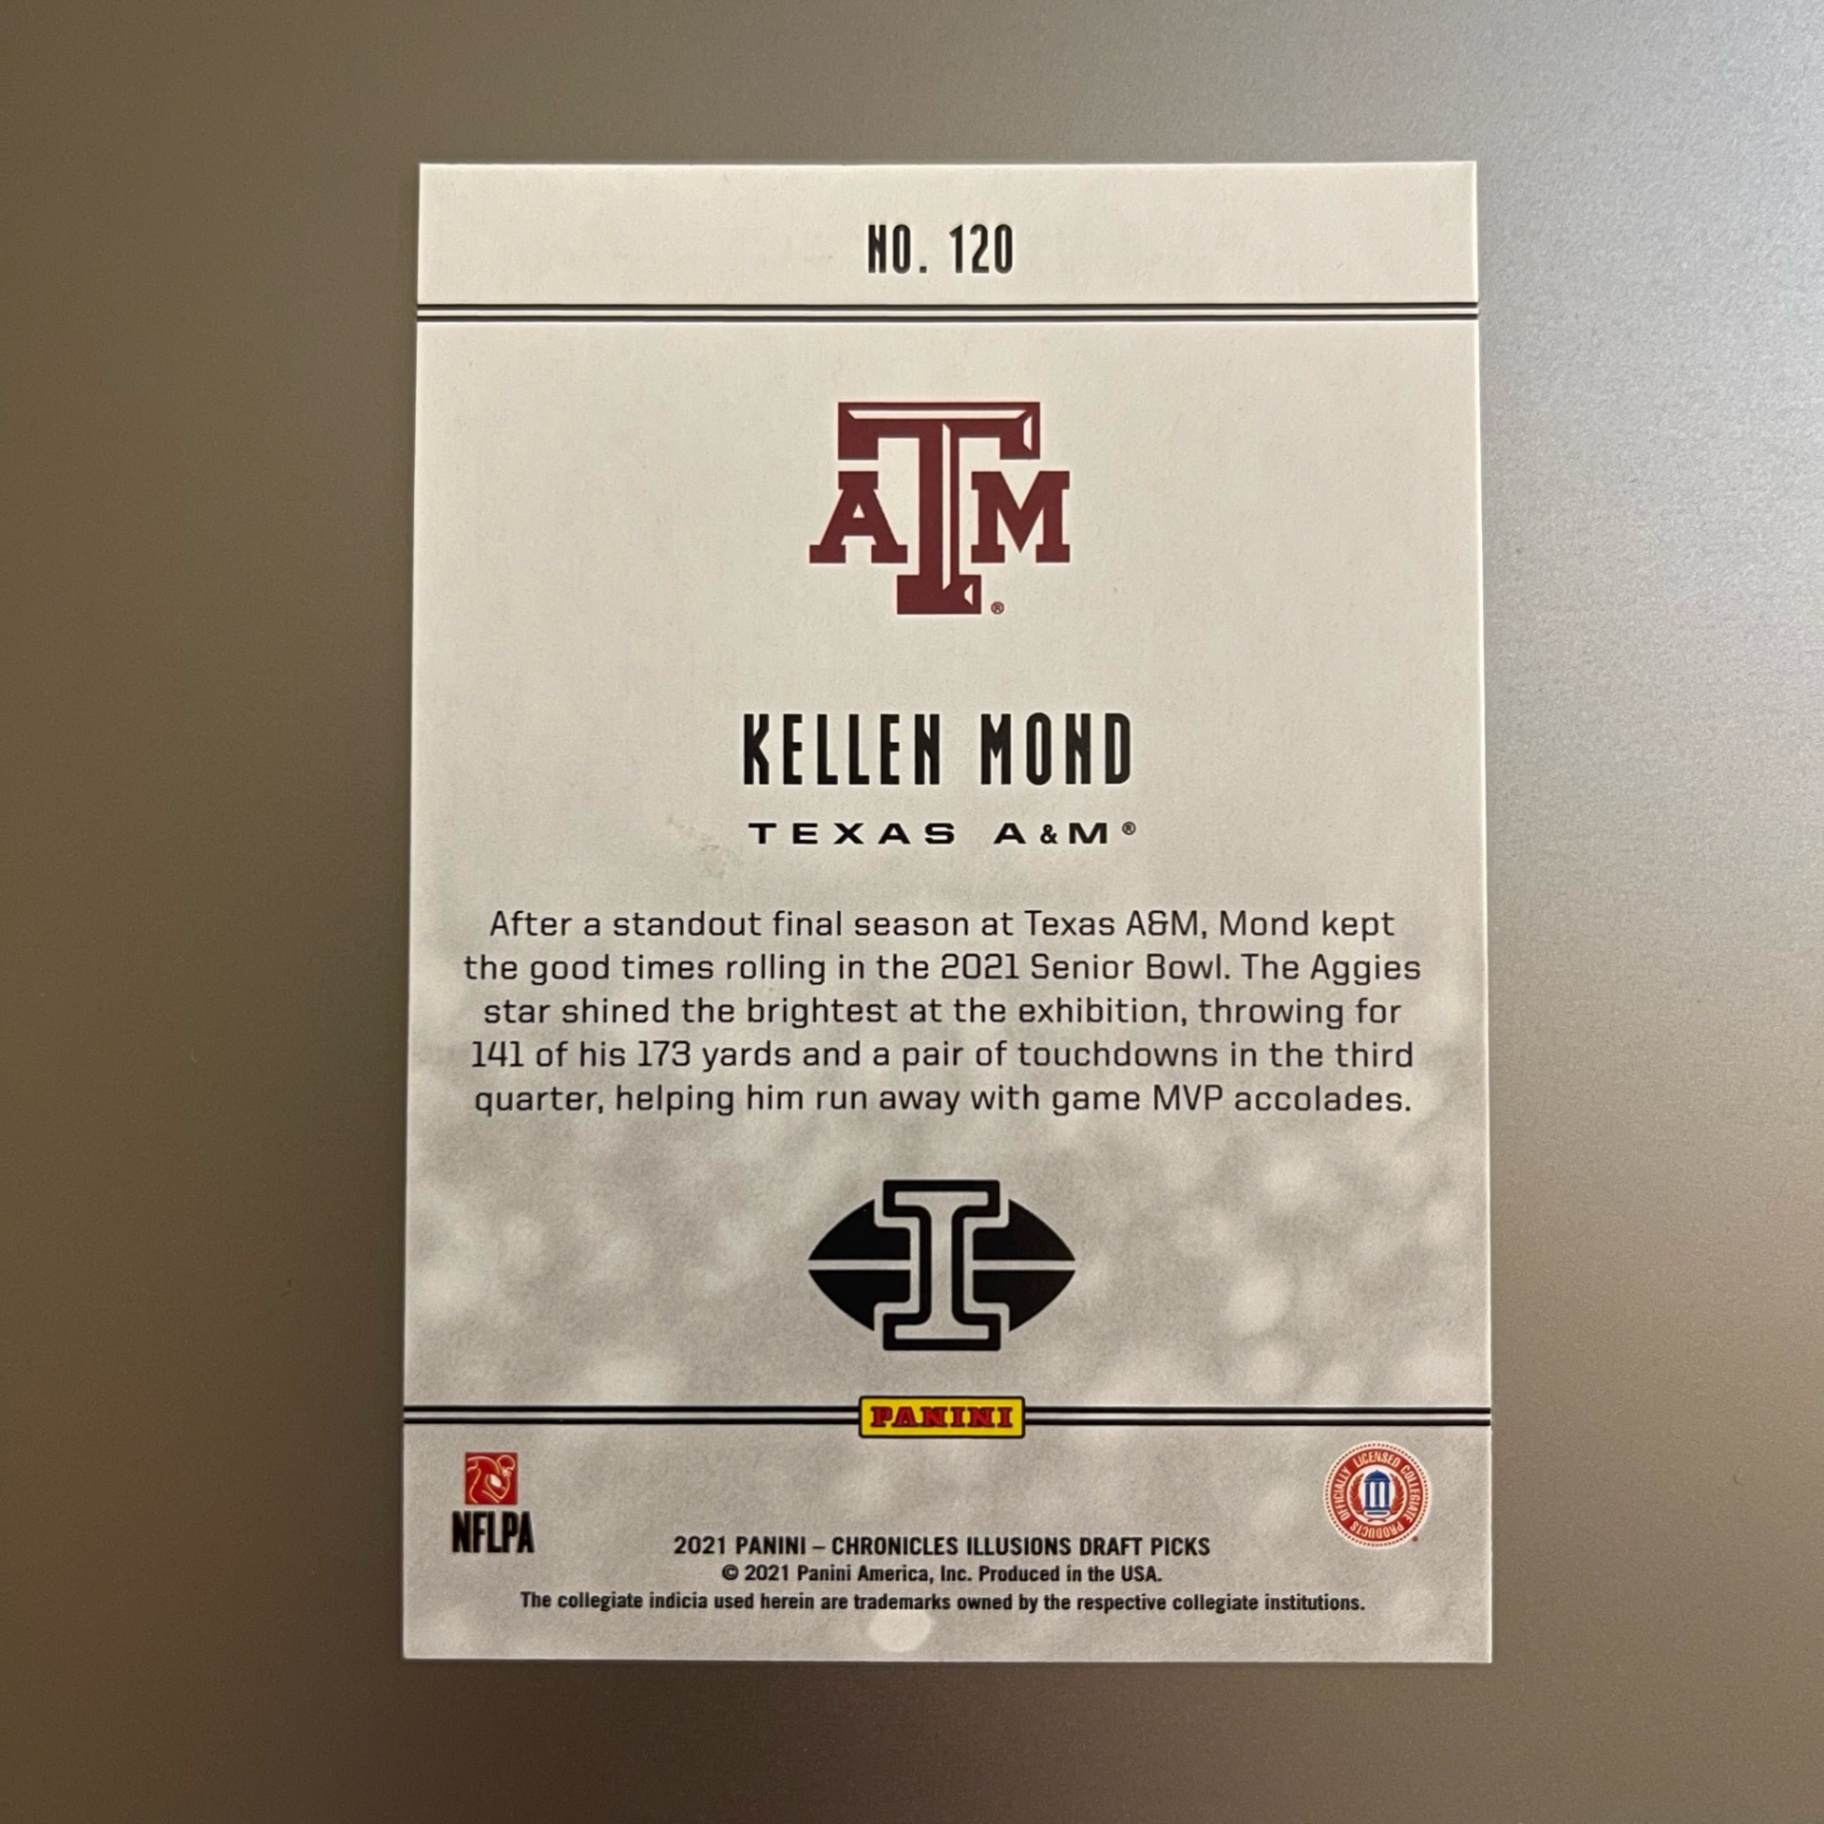 NO. 120
ATM®
KELLEN MOND
TEXAS A&M®
After a standout final season at Texas A&M, Mond kept
the good times rolling in the 2021 Senior Bowl. The Aggies
star shined the brightest at the exhibition, throwing for
141 of his 173 yards and a pair of touchdowns in the third
quarter, helping him run away with game MVP accolades.
I
PANINI
NFLPA
OFFICIALLY LICENSED COLLEGIATE PRODUCTS
2021 PANINI – CHRONICLES ILLUSIONS DRAFT PICKS
© 2021 Panini America, Inc. Produced in the USA.
The collegiate indicia used herein are trademarks owned by the respective collegiate institutions.